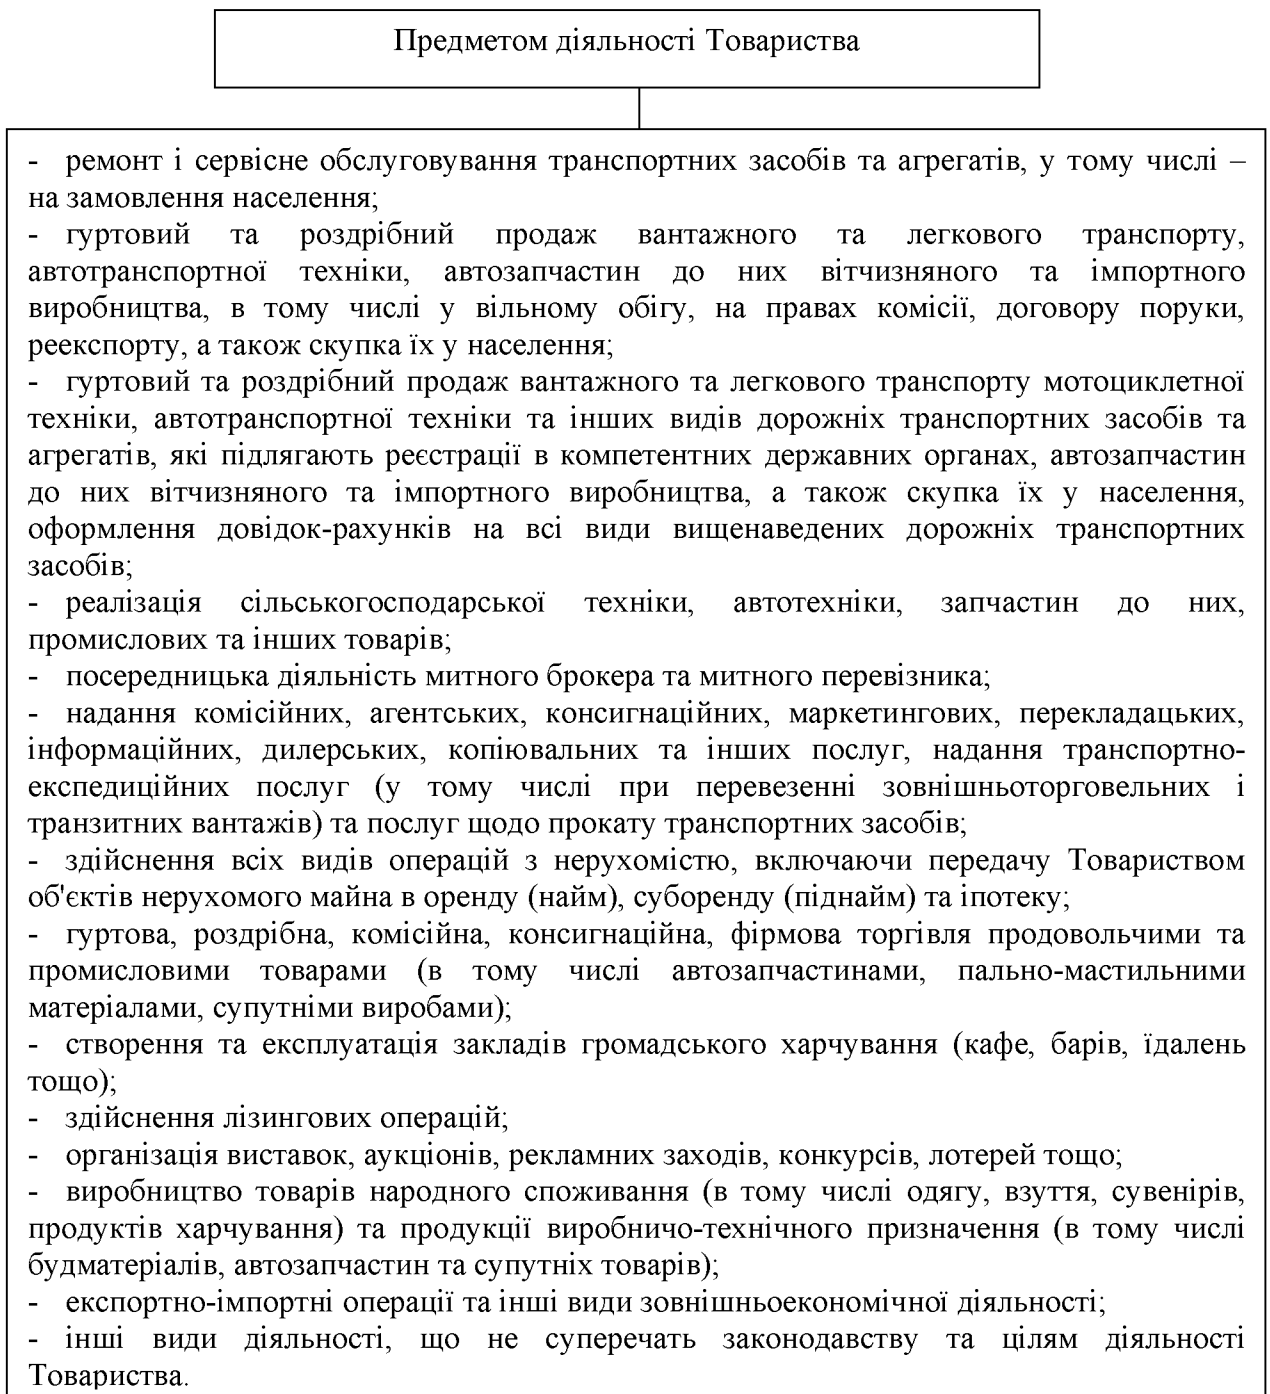 Предметом діяльності Товариства
- ремонт і сервісне обслуговування транспортних засобів та агрегатів, у тому числі –
на замовлення населення;
- гуртовий та роздрібний продаж вантажного та легкового транспорту,
автотранспортної техніки, автозапчастин до них вітчизняного та імпортного
виробництва, в тому числі у вільному обігу, на правах комісії, договору поруки,
реекспорту, а також скупка їх у населення;
- гуртовий та роздрібний продаж вантажного та легкового транспорту мотоциклетної
техніки, автотранспортної техніки та інших видів дорожніх транспортних засобів та
агрегатів, які підлягають реєстрації в компетентних державних органах, автозапчастин
до них вітчизняного та імпортного виробництва, а також скупка їх у населення,
оформлення довідок-рахунків на всі види вищенаведених дорожніх транспортних
засобів;
- реалізація сільськогосподарської техніки, автотехніки, запчастин до них,
промислових та інших товарів;
- посередницька діяльність митного брокера та митного перевізника;
- надання комісійних, агентських, консигнаційних, маркетингових, перекладацьких,
інформаційних, дилерських, копіювальних та інших послуг, надання транспортно-
експедиційних послуг (у тому числі при перевезенні зовнішньоторговельних і
транзитних вантажів) та послуг щодо прокату транспортних засобів;
- здійснення всіх видів операцій з нерухомістю, включаючи передачу Товариством
об'єктів нерухомого майна в оренду (найм), суборенду (піднайм) та іпотеку;
- гуртова, роздрібна, комісійна, консигнаційна, фірмова торгівля продовольчими та
промисловими товарами (в тому числі автозапчастинами, пально-мастильними
матеріалами, супутніми виробами);
- створення та експлуатація закладів громадського харчування (кафе, барів, їдалень
тощо);
- здійснення лізингових операцій;
- організація виставок, аукціонів, рекламних заходів, конкурсів, лотерей тощо;
- виробництво товарів народного споживання (в тому числі одягу, взуття, сувенірів,
продуктів харчування) та продукції виробничо-технічного призначення (в тому числі
будматеріалів, автозапчастин та супутніх товарів);
- експортно-імпортні операції та інші види зовнішньоекономічної діяльності;
- інші види діяльності, що не суперечать законодавству та цілям діяльності
Товариства.